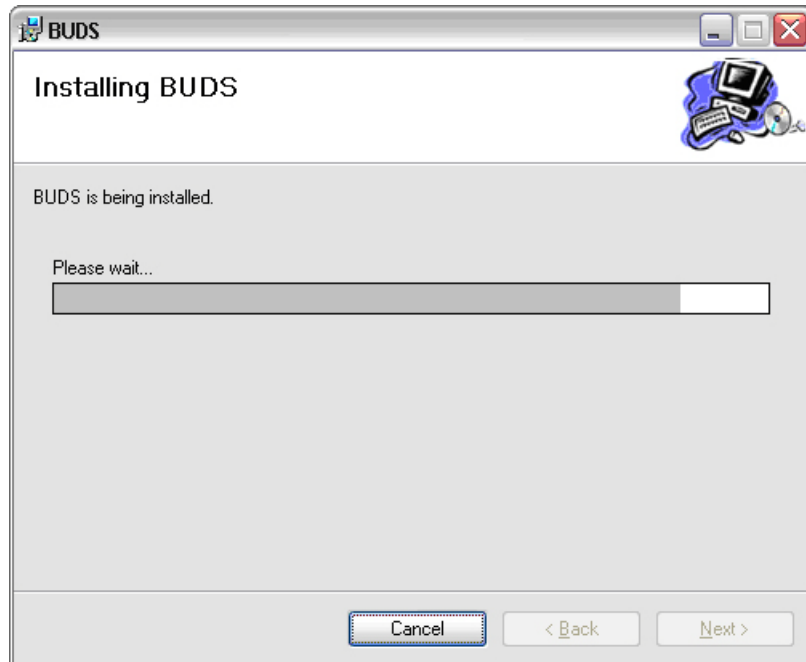 BUDS
Installing BUDS
BUDS is being installed.
Please wait...
Cancel
< Back
Next >